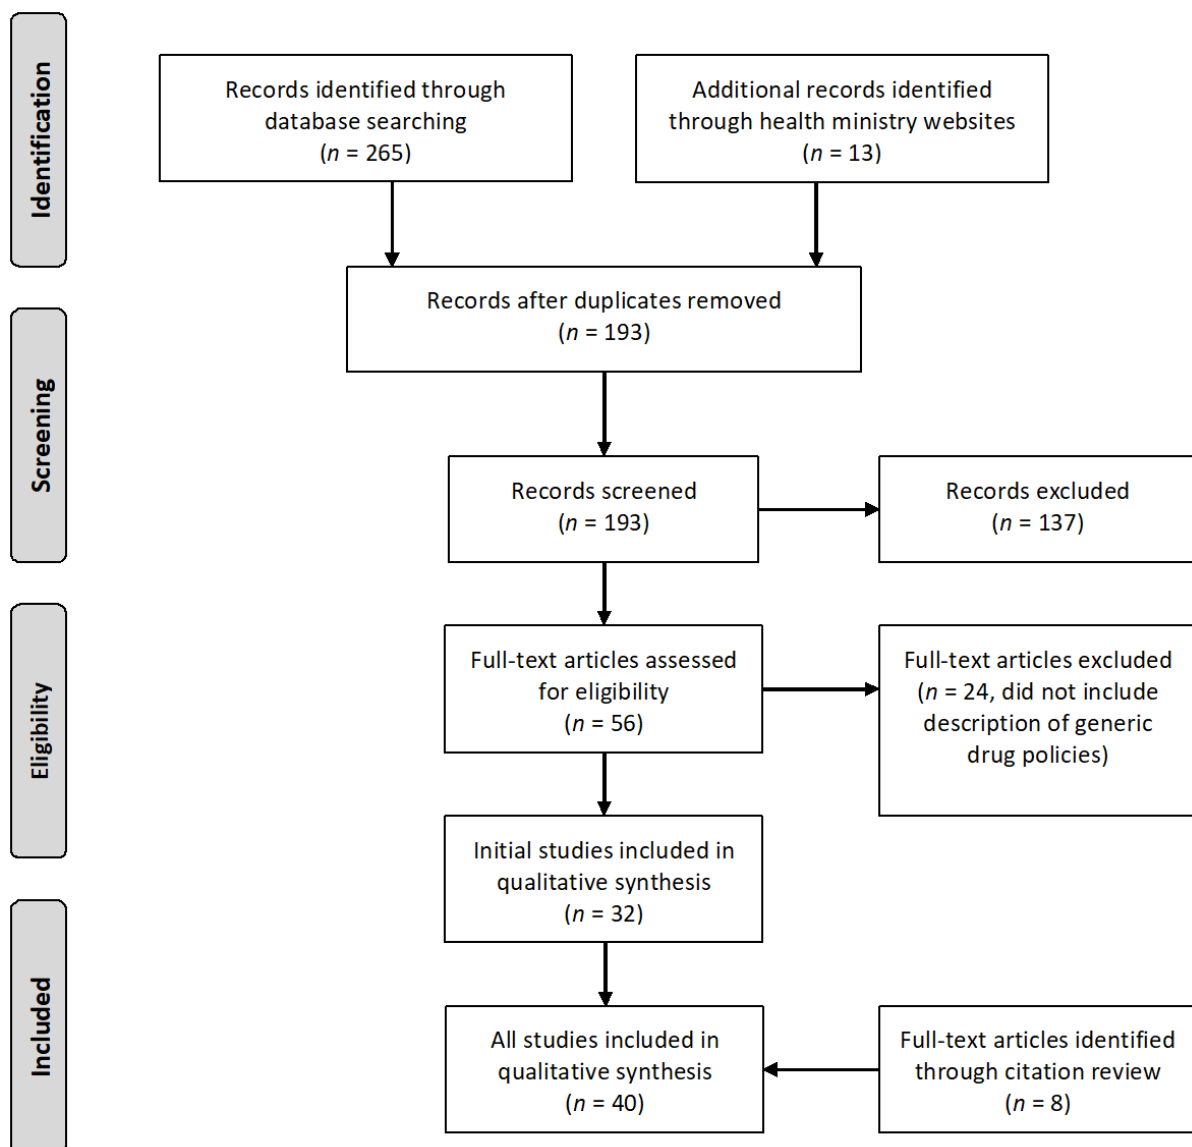 Identification
Records identified through
database searching
(n = 265)
Additional records identified
through health ministry websites
(n = 13)
Records after duplicates removed
(n = 193)
Screening
Records screened
(n = 193)
Records excluded
(n = 137)
Eligibility
Full-text articles assessed
for eligibility
(n = 56)
Full-text articles excluded
(n = 24, did not include
description of generic
drug policies)
Initial studies included in
qualitative synthesis
(n = 32)
Included
All studies included in
qualitative synthesis
(n = 40)
Full-text articles identified
through citation review
(n = 8)